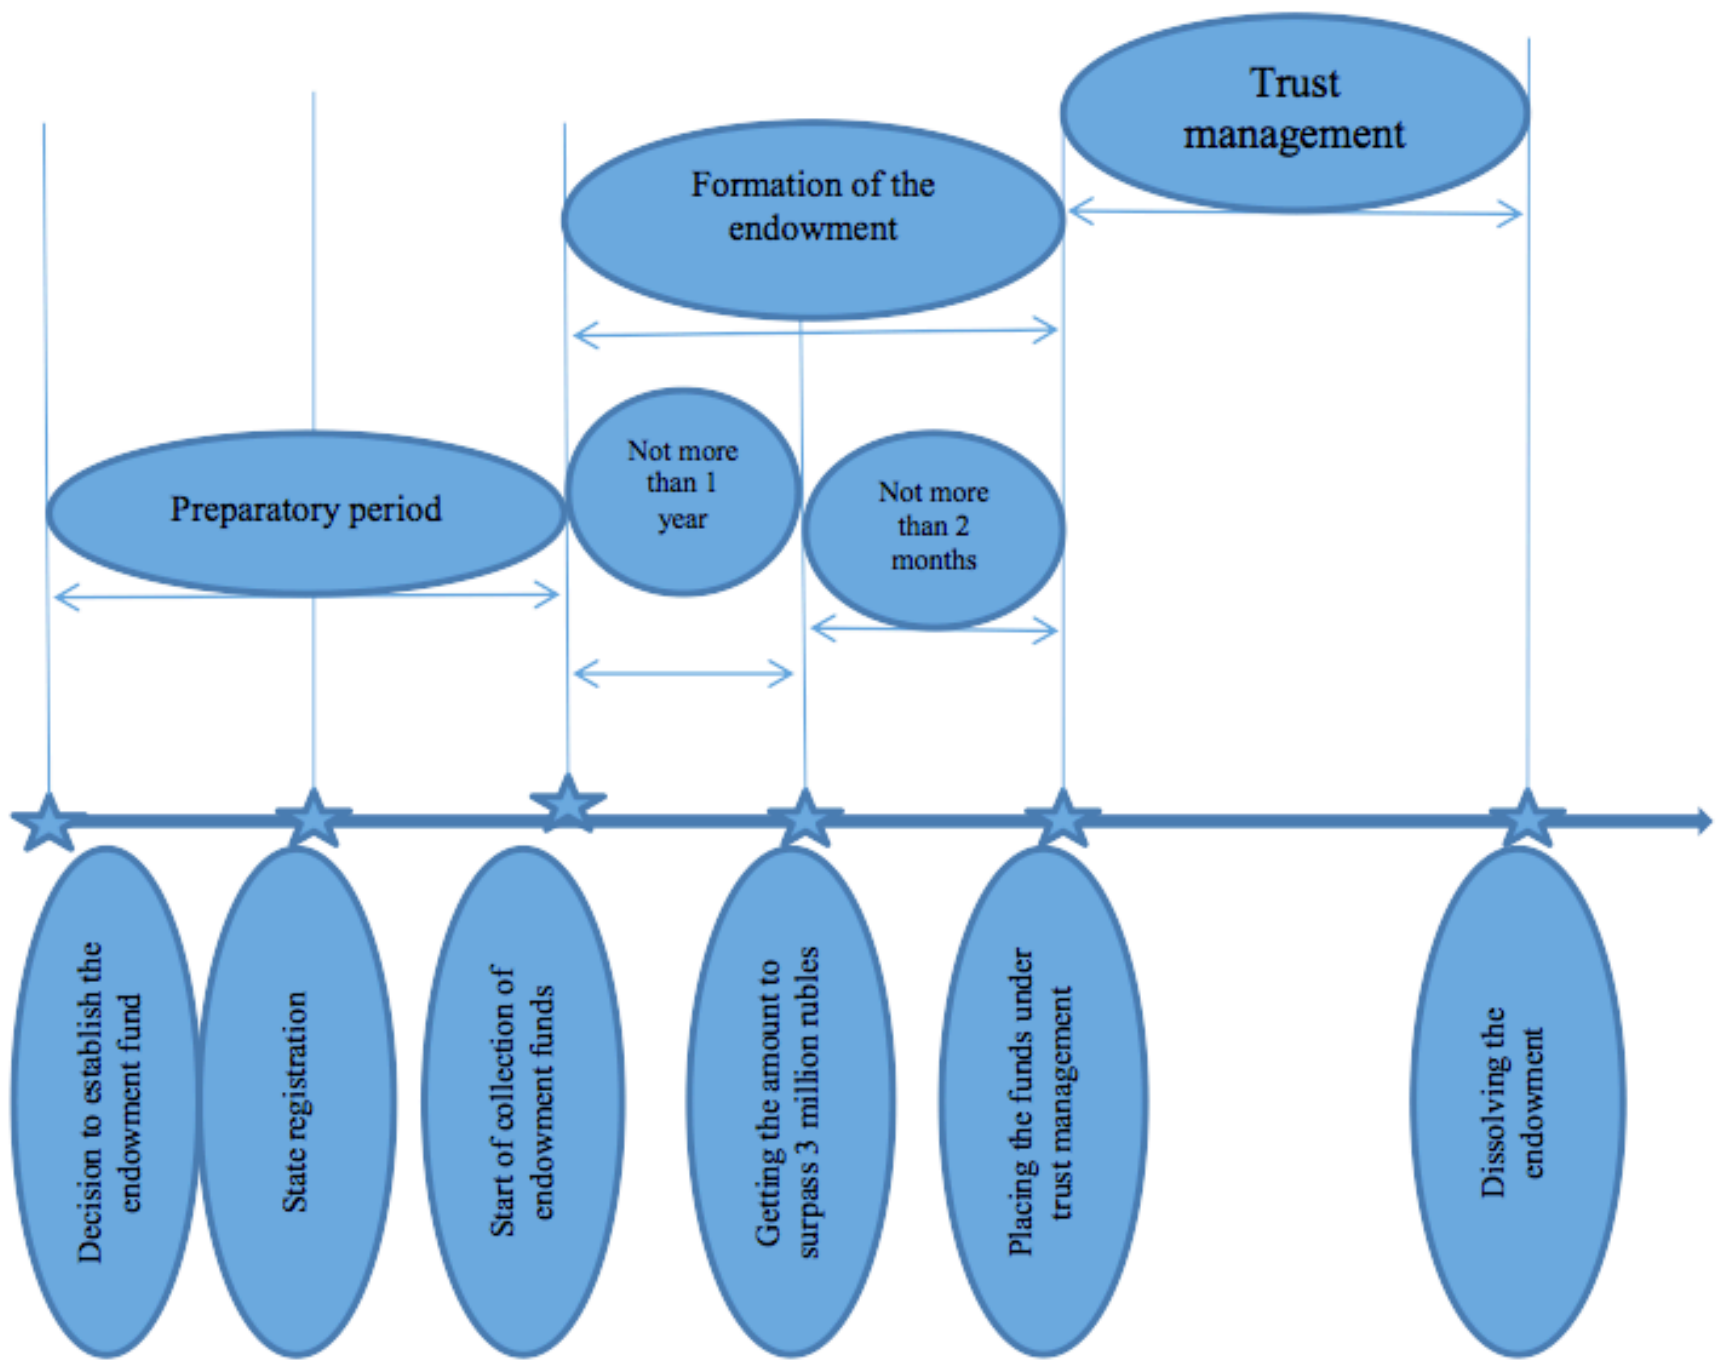 Trust
management
Formation of the
endowment
Not more
than 1
year
Not more
than 2
months
Preparatory period
Decision to establish the
endowment fund
State registration
Start of collection of
endowment funds
Getting the amount to
surpass 3 million rubles
Placing the funds under
trust management
Dissolving the
endowment